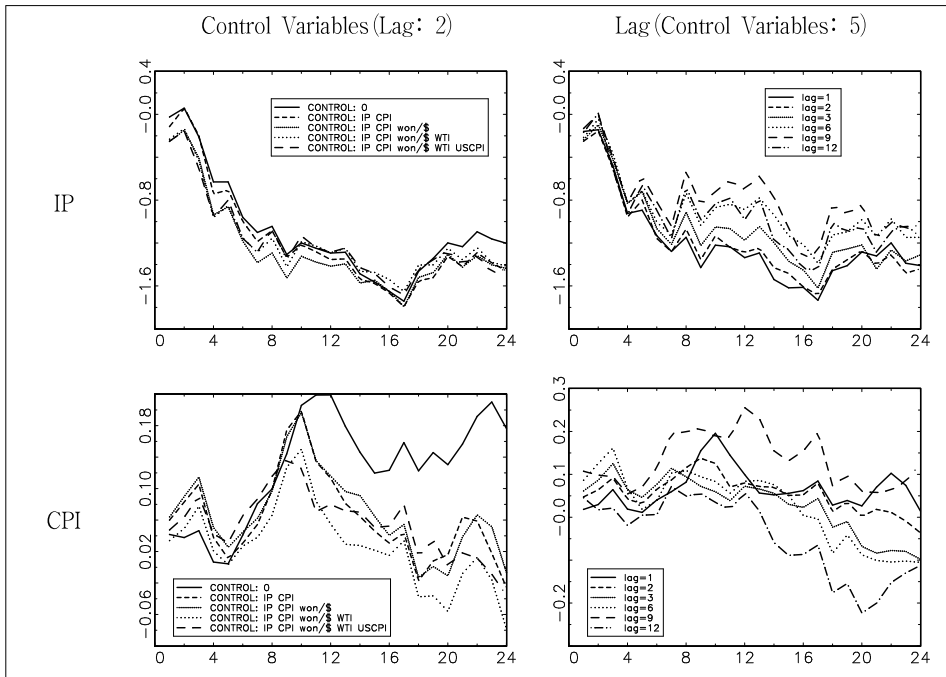 Control Variables(Lag: 2)
Lag(Control Variables: 5)
IP
0.4
−0.0
−0.8
−1.6
CONTROL: 0
CONTROL: IP CPI
CONTROL: IP CPI won/$
CONTROL: IP CPI won/$ WTI
CONTROL: IP CPI won/$ WTI USCPI
0 4 8 12 16 20 24
0.4
−0.0
−0.8
−1.6
lag=1
lag=2
lag=3
lag=6
lag=9
lag=12
0 4 8 12 16 20 24
CPI
0.18
0.10
0.02
−0.06
CONTROL: 0
CONTROL: IP CPI
CONTROL: IP CPI won/$
CONTROL: IP CPI won/$ WTI
CONTROL: IP CPI won/$ WTI USCPI
0 4 8 12 16 20 24
0.3
0.1
−0.0
−0.2
lag=1
lag=2
lag=3
lag=6
lag=9
lag=12
0 4 8 12 16 20 24